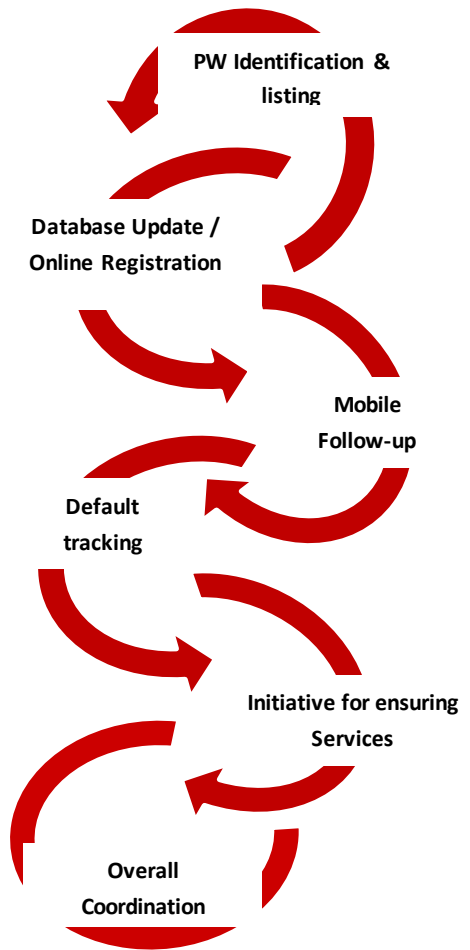 PW Identification &
listing
Database Update /
Online Registration
Mobile
Follow-up
Default
tracking
Initiative for ensuring
Services
Overall
Coordination